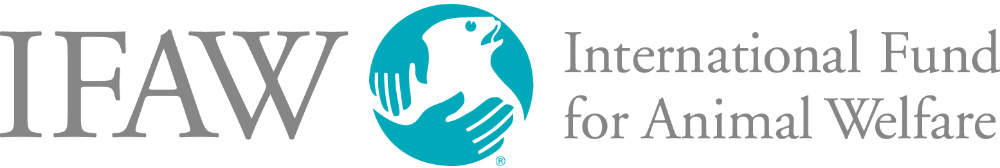 IFAW
®
International Fund
for Animal Welfare